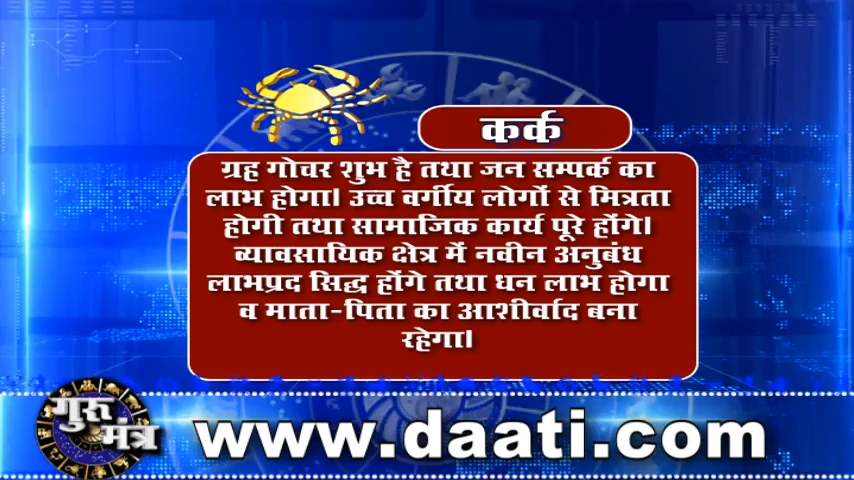 कर्क
ग्रह गोचर शुभ है तथा जन सम्पर्क का
लाभ होगा। उच्च वर्गीय लोगों से मित्रता
होगी तथा सामाजिक कार्य पूरे होंगे।
व्यावसायिक क्षेत्र में नवीन अनुबंध
लाभप्रद सिद्ध होंगे तथा धन लाभ होगा
व माता-पिता का आशीर्वाद बना
रहेगा।
गुरु
मंत्र
www.daati.com